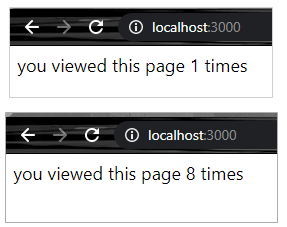 localhost:3000
you viewed this page 1 times
localhost:3000
you viewed this page 8 times